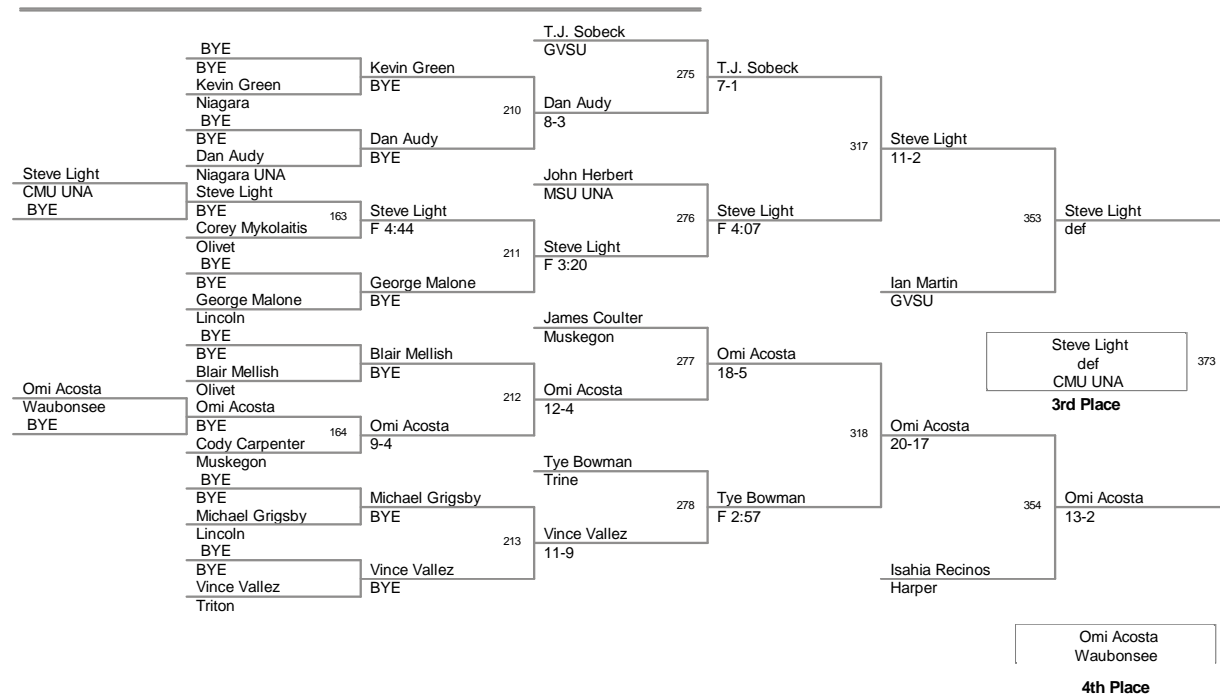 T.J. Sobeck
GVSU
BYE
BYE
Kevin Green
Niagara
Kevin Green
BYE
275
T.J. Sobeck
7-1
210
Dan Audy
8-3
BYE
BYE
Dan Audy
Niagara UNA
Dan Audy
BYE
317
Steve Light
11-2
Steve Light
CMU UNA
BYE
John Herbert
MSU UNA
Steve Light
BYE
Corey Mykolaitis
Olivet
163
Steve Light
F 4:44
276
Steve Light
F 4:07
353
Steve Light
def
211
Steve Light
F 3:20
BYE
BYE
George Malone
Lincoln
George Malone
BYE
Ian Martin
GVSU
James Coulter
Muskegon
BYE
BYE
Blair Mellish
Olivet
Blair Mellish
BYE
277
Omi Acosta
18-5
Steve Light
def
CMU UNA
373
3rd Place
Omi Acosta
Waubonsee
BYE
212
Omi Acosta
12-4
Omi Acosta
BYE
Cody Carpenter
Muskegon
164
Omi Acosta
9-4
318
Omi Acosta
20-17
Tye Bowman
Trine
BYE
BYE
Michael Grigsby
Lincoln
Michael Grigsby
BYE
278
Tye Bowman
F 2:57
354
Omi Acosta
13-2
213
Vince Vallez
11-9
BYE
BYE
Vince Vallez
Triton
Vince Vallez
BYE
Isahia Recinos
Harper
Omi Acosta
Waubonsee
4th Place